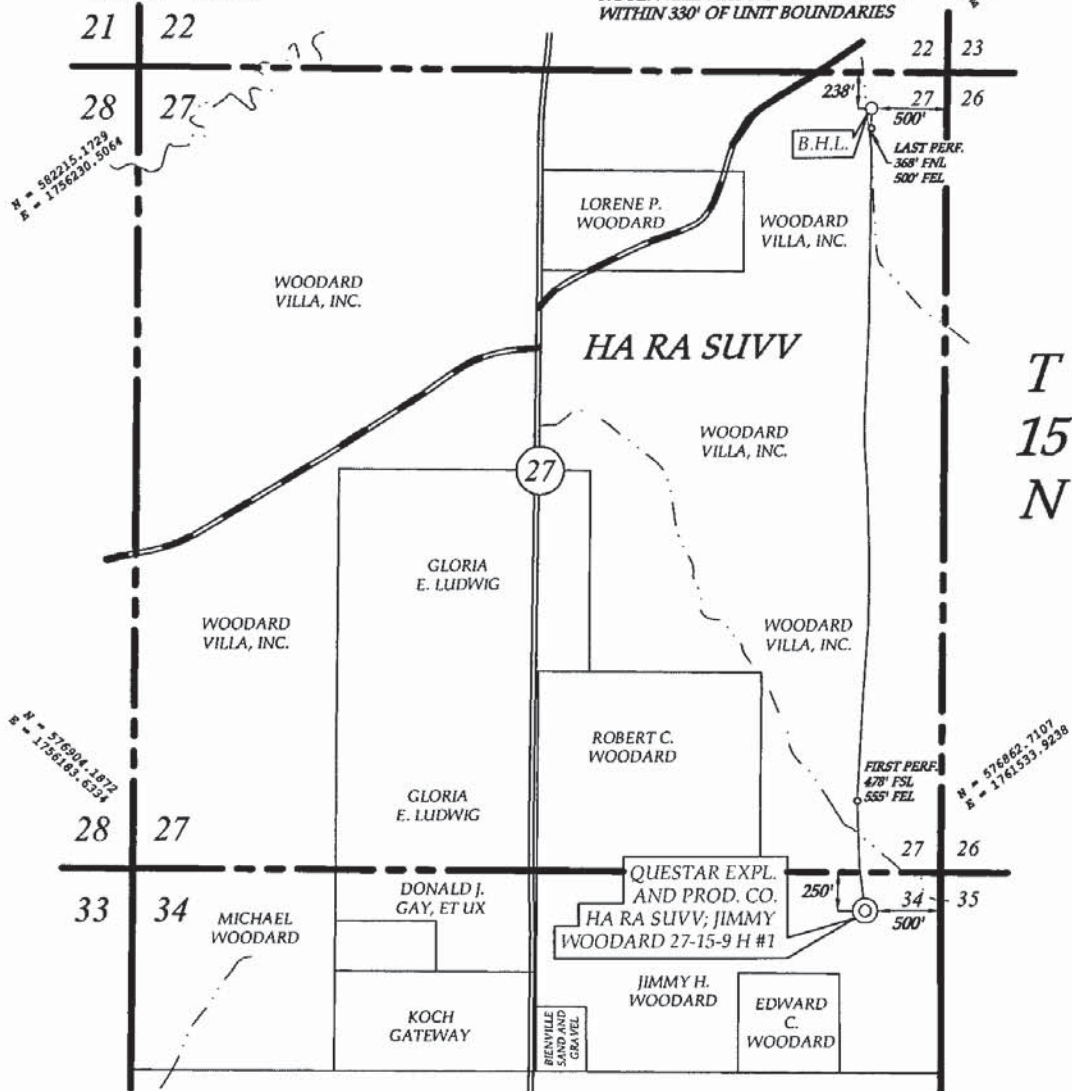 WITHIN 330' OF UNIT BOUNDARIES
21 22
22 23
28 27
27 26
238'
500'
B.H.L.
LAST PERF.
368' FNL
500' FEL
N = 582215.1729
E = 1756230.5064
LORENE P.
WOODARD
WOODARD
VILLA, INC.
WOODARD
VILLA, INC.
HA RA SUVV
T
15
N
WOODARD
VILLA, INC.
27
GLORIA
E. LUDWIG
WOODARD
VILLA, INC.
WOODARD
VILLA, INC.
ROBERT C.
WOODARD
N = 576904.1872
E = 1756183.6334
N = 576862.7107
E = 1761533.9238
FIRST PERF.
478' FSL
555' FEL
GLORIA
E. LUDWIG
28 27
27 26
33 34
34 35
250'
500'
QUESTAR EXPL.
AND PROD. CO.
HA RA SUVV; JIMMY
WOODARD 27-15-9 H #1
DONALD J.
GAY, ET UX
MICHAEL
WOODARD
JIMMY H.
WOODARD
KOCH
GATEWAY
BIENVILLE
SAND AND
GRAVEL
EDWARD
C.
WOODARD